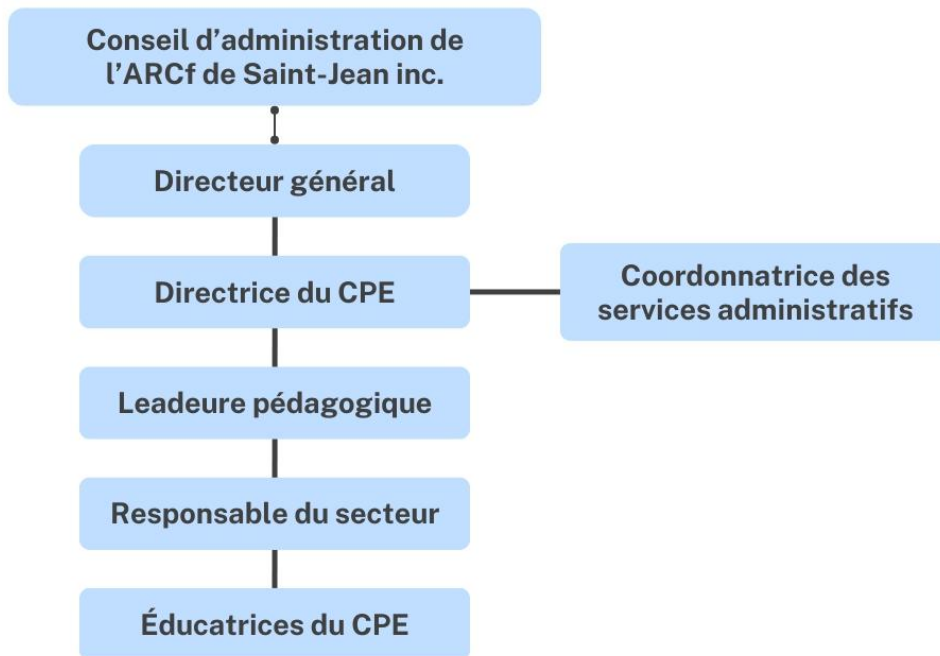 Conseil d’administration de
l’ARCf de Saint-Jean inc.
Directeur général
Directrice du CPE
Coordonnatrice des
services administratifs
Leadeure pédagogique
Responsable du secteur
Éducatrices du CPE